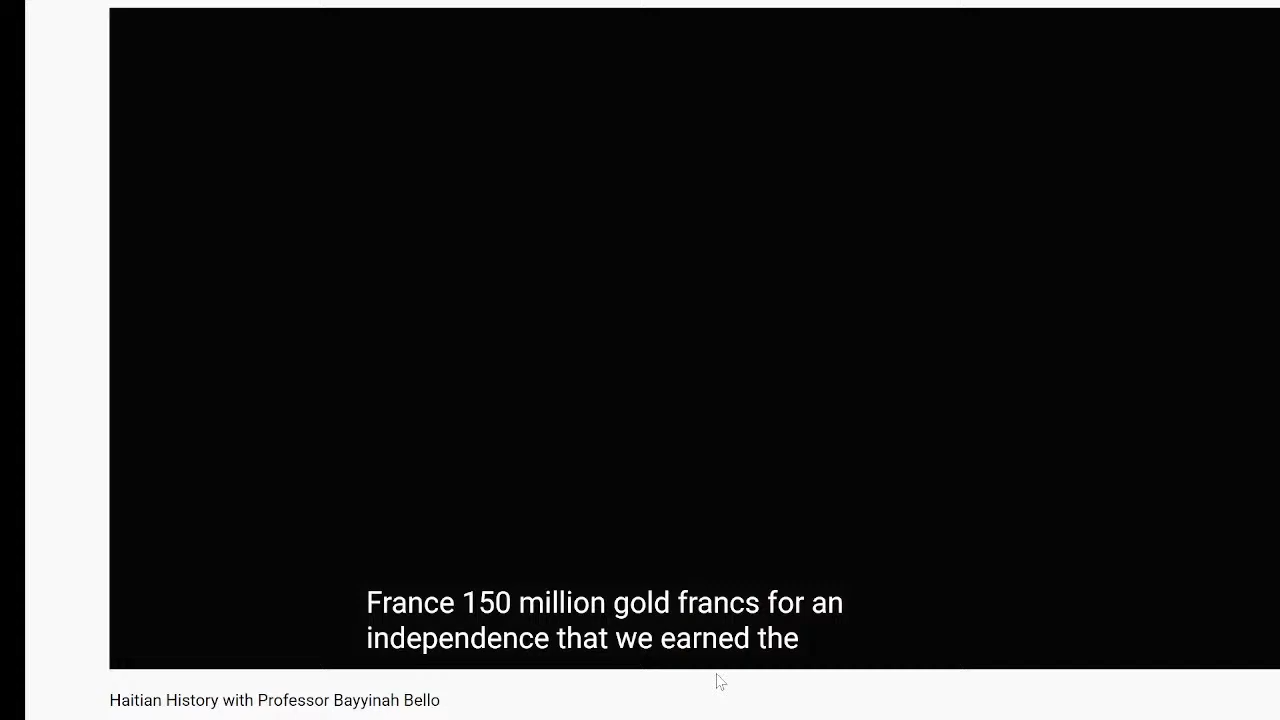 France 150 million gold francs for an
independence that we earned the
Haitian History with Professor Bayyinah Bello